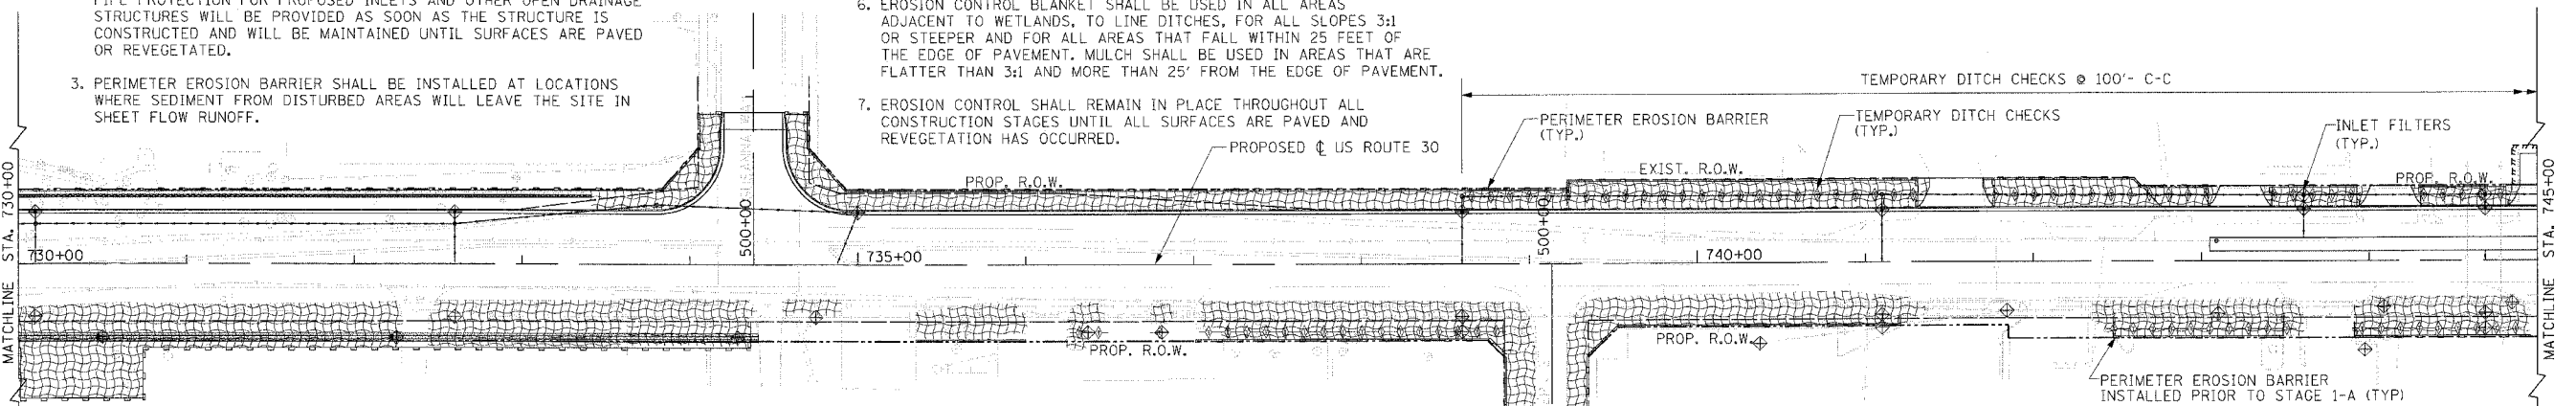 PIPE PROTECTION FOR PROPOSED INLETS AND OTHER OPEN DRAINAGE
STRUCTURES WILL BE PROVIDED AS SOON AS THE STRUCTURE IS
CONSTRUCTED AND WILL BE MAINTAINED UNTIL SURFACES ARE PAVED
OR REVEGETATED.
3. PERIMETER EROSION BARRIER SHALL BE INSTALLED AT LOCATIONS
WHERE SEDIMENT FROM DISTURBED AREAS WILL LEAVE THE SITE IN
SHEET FLOW RUNOFF.
6. EROSION CONTROL BLANKET SHALL BE USED IN ALL AREAS
ADJACENT TO WETLANDS, TO LINE DITCHES, FOR ALL SLOPES 3:1
OR STEEPER AND FOR ALL AREAS THAT FALL WITHIN 25 FEET OF
THE EDGE OF PAVEMENT. MULCH SHALL BE USED IN AREAS THAT ARE
FLATTER THAN 3:1 AND MORE THAN 25' FROM THE EDGE OF PAVEMENT.
7. EROSION CONTROL SHALL REMAIN IN PLACE THROUGHOUT ALL
CONSTRUCTION STAGES UNTIL ALL SURFACES ARE PAVED AND
REVEGETATION HAS OCCURRED.
TEMPORARY DITCH CHECKS @ 100'- C-C
PERIMETER EROSION BARRIER
(TYP.)
TEMPORARY DITCH CHECKS
(TYP.)
INLET FILTERS
(TYP.)
PROPOSED ℄ US ROUTE 30
PROP. R.O.W.
EXIST. R.O.W.
PROP. R.O.W.
MATCHLINE STA. 730+00
730+00
500+00
735+00
500+00
740+00
MATCHLINE STA. 745+00
PROP. R.O.W.
PROP. R.O.W.
PERIMETER EROSION BARRIER
INSTALLED PRIOR TO STAGE 1-A (TYP)